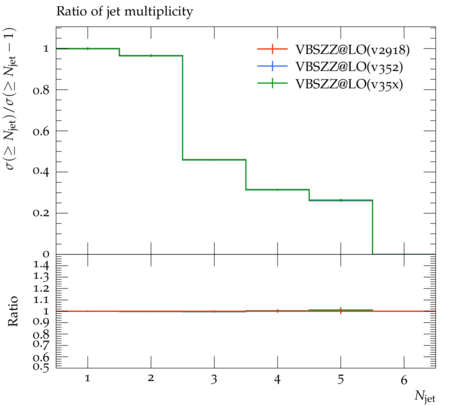 Ratio of jet multiplicity
σ(≥ N_jet)/σ(≥ N_jet − 1)
VBSZZ@LO(v2918)
VBSZZ@LO(v352)
VBSZZ@LO(v35x)
1
0.8
0.6
0.4
0.2
0
Ratio
1.4
1.3
1.2
1.1
1
0.9
0.8
0.7
0.6
0.5
1 2 3 4 5 6
N_jet